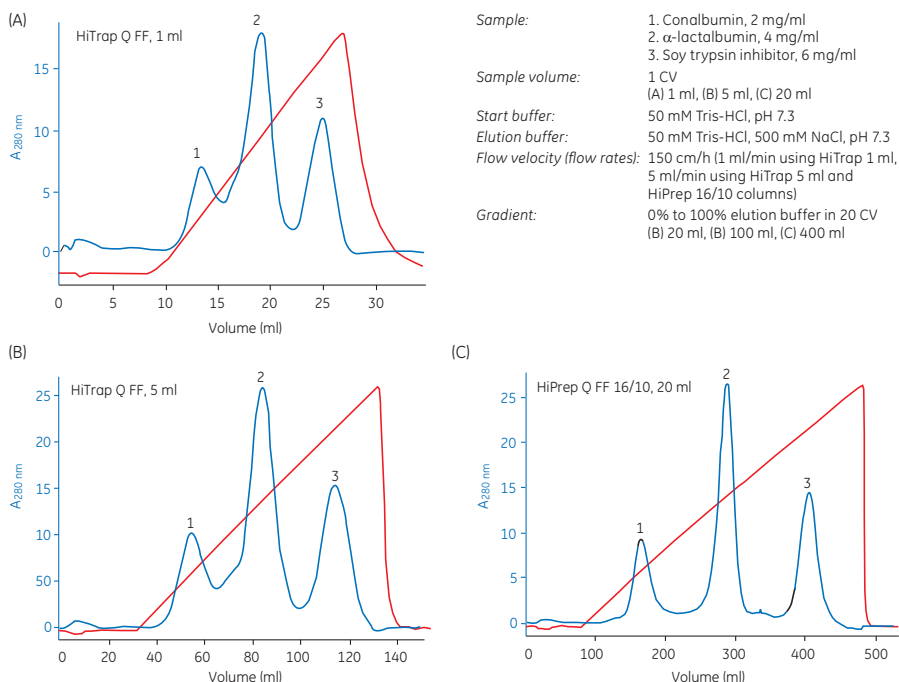 (A)
HiTrap Q FF, 1 ml
2
1
3
15
10
5
0
A280 nm
0 5 10 15 20 25 30
Volume (ml)
Sample: 1. Conalbumin, 2 mg/ml
2. α-lactalbumin, 4 mg/ml
3. Soy trypsin inhibitor, 6 mg/ml
Sample volume: 1 CV
(A) 1 ml, (B) 5 ml, (C) 20 ml
Start buffer: 50 mM Tris-HCl, pH 7.3
Elution buffer: 50 mM Tris-HCl, 500 mM NaCl, pH 7.3
Flow velocity (flow rates): 150 cm/h (1 ml/min using HiTrap 1 ml,
5 ml/min using HiTrap 5 ml and
HiPrep 16/10 columns)
Gradient: 0% to 100% elution buffer in 20 CV
(B) 20 ml, (B) 100 ml, (C) 400 ml
(B)
HiTrap Q FF, 5 ml
2
1
3
25
20
15
10
50
0
A280 nm
0 20 40 60 80 100 120 140
Volume (ml)
(C)
HiPrep Q FF 16/10, 20 ml
2
1
3
25
20
15
10
5
0
A280 nm
0 100 200 300 400 500
Volume (ml)